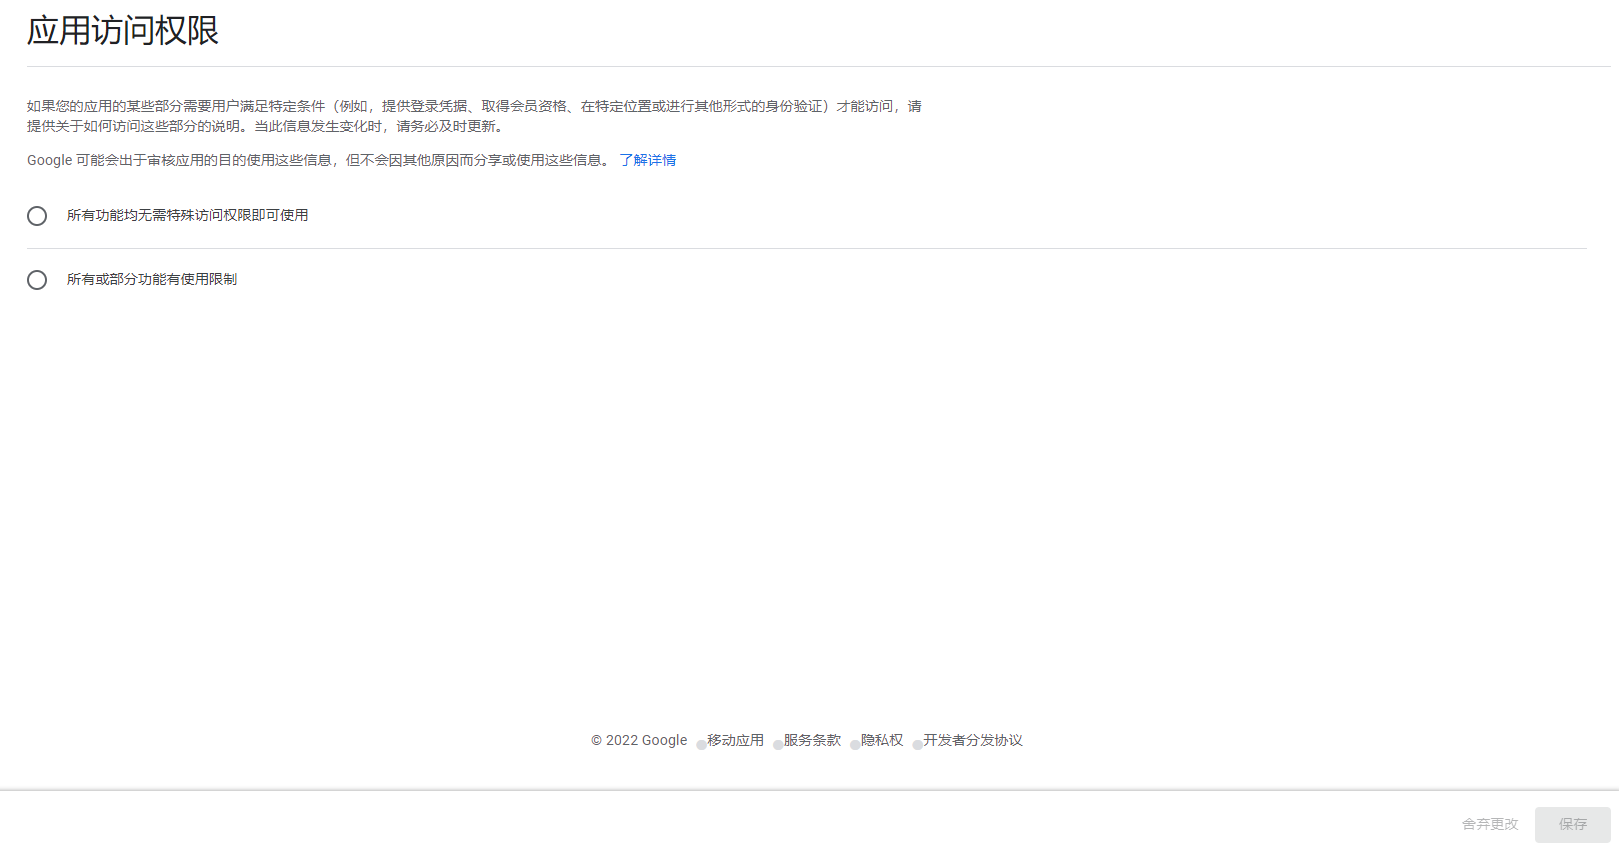 应用访问权限
如果您的应用的某些部分需要用户满足特定条件（例如，提供登录凭据、取得会员资格、在特定位置或进行其他形式的身份验证）才能访问，请
提供关于如何访问这些部分的说明。当此信息发生变化时，请务必及时更新。
Google 可能会出于审核应用的目的使用这些信息，但不会因其他原因而分享或使用这些信息。 了解详情
所有功能均无需特殊访问权限即可使用
所有或部分功能有使用限制
© 2022 Google 移动应用 服务条款 隐私权 开发者分发协议
舍弃更改 保存